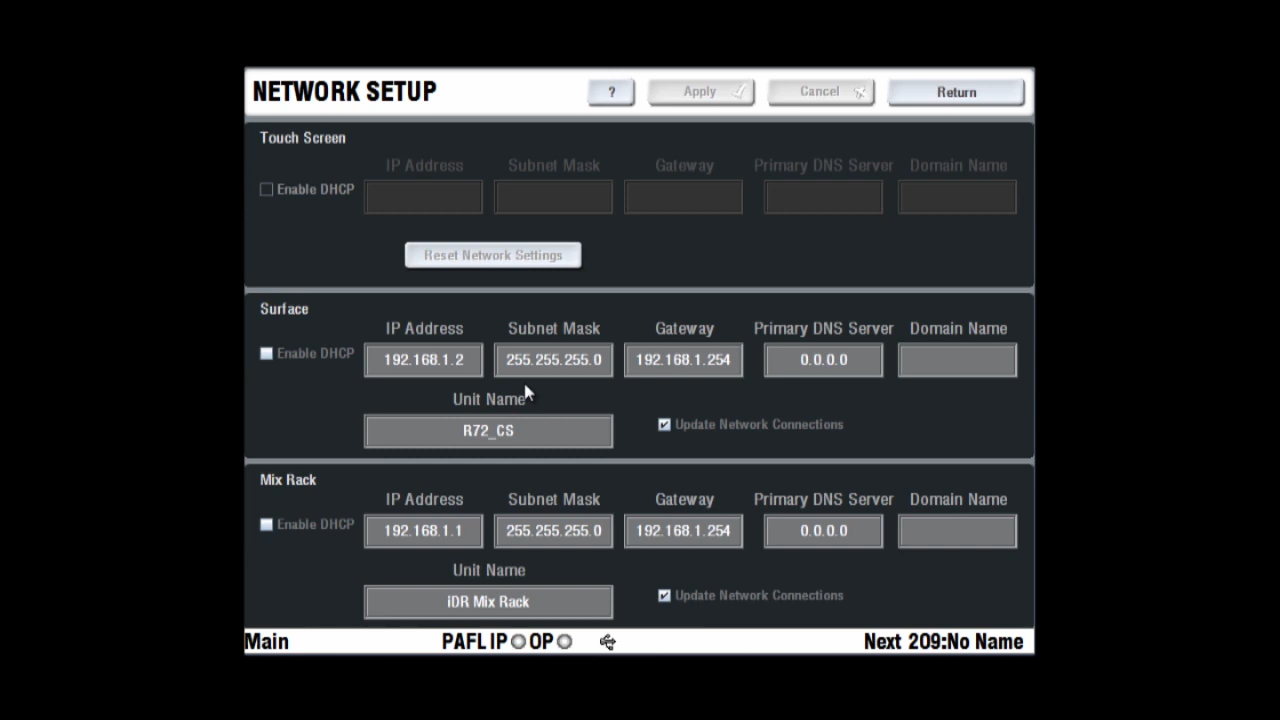 NETWORK SETUP ? Apply Cancel Return
Touch Screen
IP Address Subnet Mask Gateway Primary DNS Server Domain Name
Enable DHCP
Reset Network Settings
Surface
IP Address Subnet Mask Gateway Primary DNS Server Domain Name
Enable DHCP 192.168.1.2 255.255.255.0 192.168.1.254 0.0.0.0
Unit Name
R72_CS Update Network Connections
Mix Rack
IP Address Subnet Mask Gateway Primary DNS Server Domain Name
Enable DHCP 192.168.1.1 255.255.255.0 192.168.1.254 0.0.0.0
Unit Name
iDR Mix Rack Update Network Connections
Main PAFL IP OP Next 209:No Name